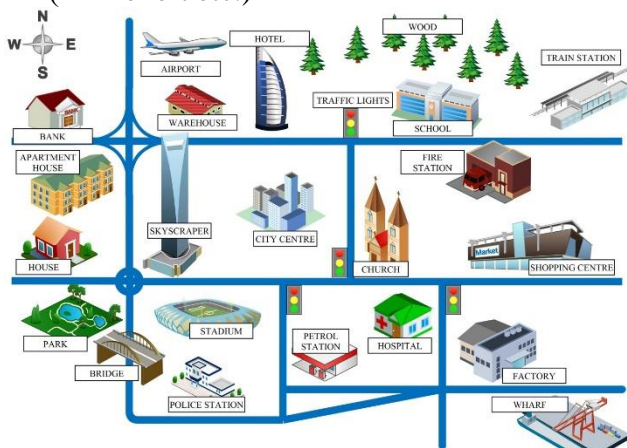 N
W E
S
AIRPORT
HOTEL
WOOD
TRAIN STATION
BANK
WAREHOUSE
TRAFFIC LIGHTS
SCHOOL
APARTMENT
HOUSE
FIRE
STATION
SKYSCRAPER
CITY CENTRE
HOUSE
CHURCH
Market
SHOPPING CENTRE
PARK
STADIUM
PETROL
STATION
HOSPITAL
BRIDGE
POLICE STATION
FACTORY
WHARF